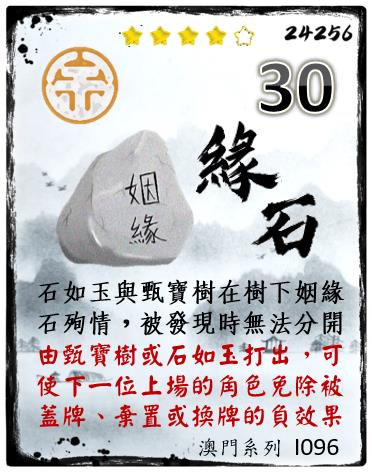 24256
30
緣石
姻緣
石如玉與甄寶樹在樹下姻緣
石殉情，被發現時無法分開
由甄寶樹或石如玉打出，可
使下一位上場的角色免除被
蓋牌、棄置或換牌的負效果
澳門系列 I096